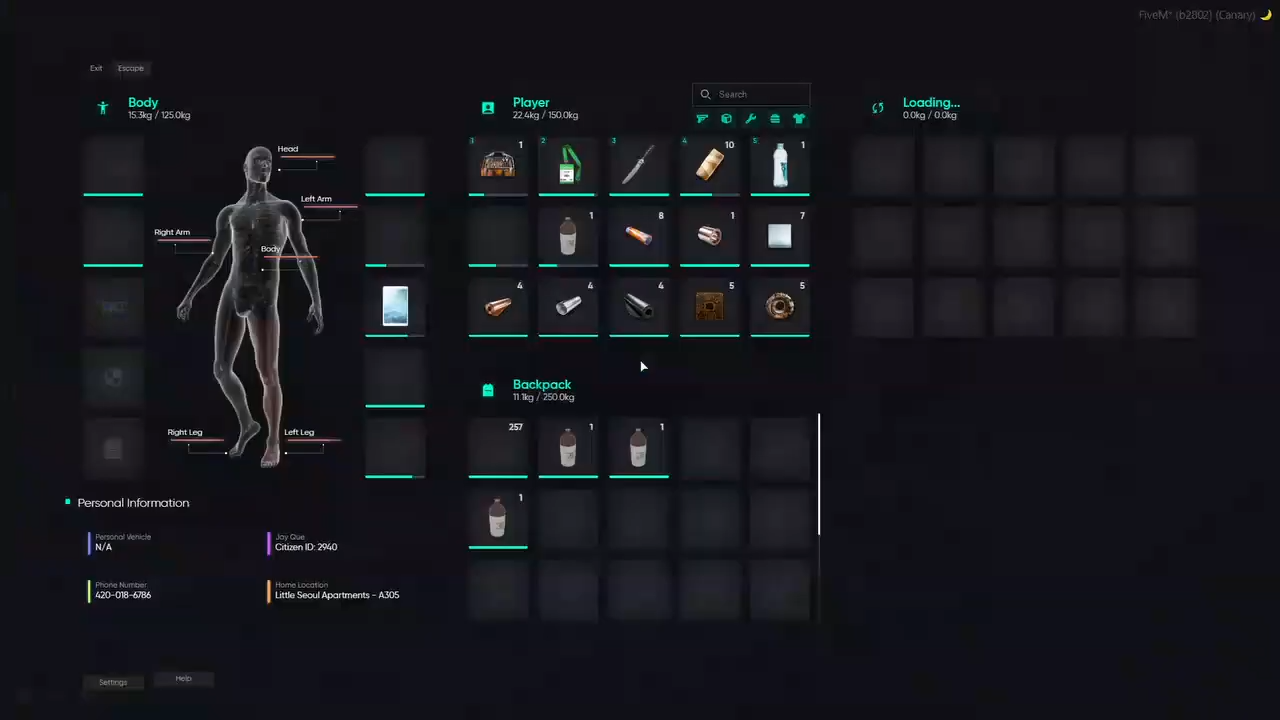 FiveM* (b2802) (Canary)
Exit Escape
Body
15.3kg / 125.0kg
Player
22.4kg / 150.0kg
Search
Loading...
0.0kg / 0.0kg
1 1
2 1
3
4 10
5 1
1
8
1
7
4
4
4
5
5
Head
Left Arm
Right Arm
Body
Right Leg
Left Leg
Backpack
11.1kg / 250.0kg
257
1
1
1
Personal Information
Personal Vehicle
N/A
Jay Que
Citizen ID: 2940
Phone Number
420-018-6786
Home Location
Little Seoul Apartments - A305
Settings
Help